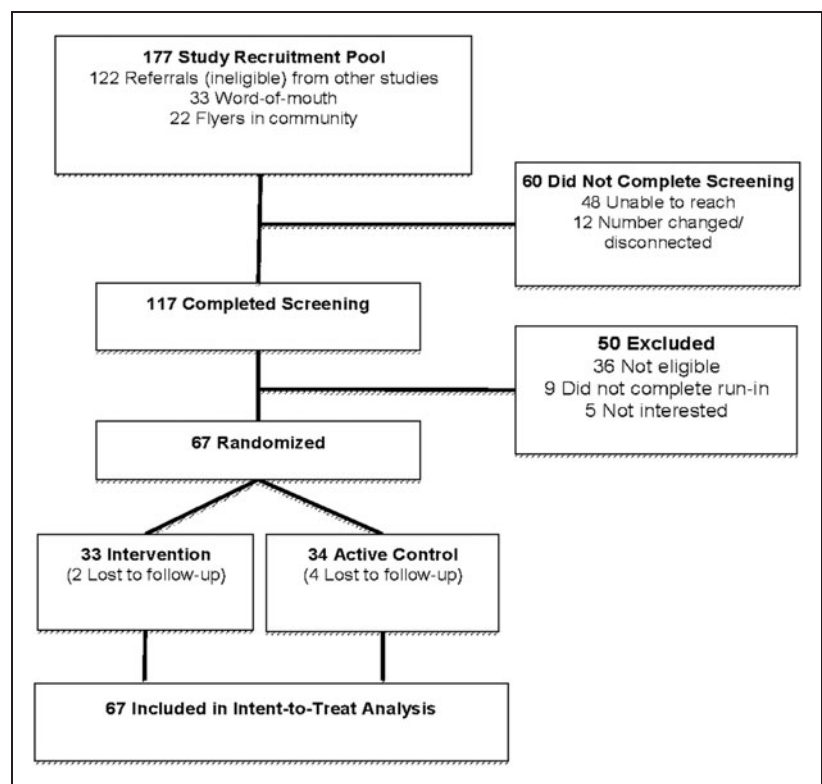 177 Study Recruitment Pool
122 Referrals (ineligible) from other studies
33 Word-of-mouth
22 Flyers in community
60 Did Not Complete Screening
48 Unable to reach
12 Number changed/
disconnected
117 Completed Screening
50 Excluded
36 Not eligible
9 Did not complete run-in
5 Not interested
67 Randomized
33 Intervention
(2 Lost to follow-up)
34 Active Control
(4 Lost to follow-up)
67 Included in Intent-to-Treat Analysis